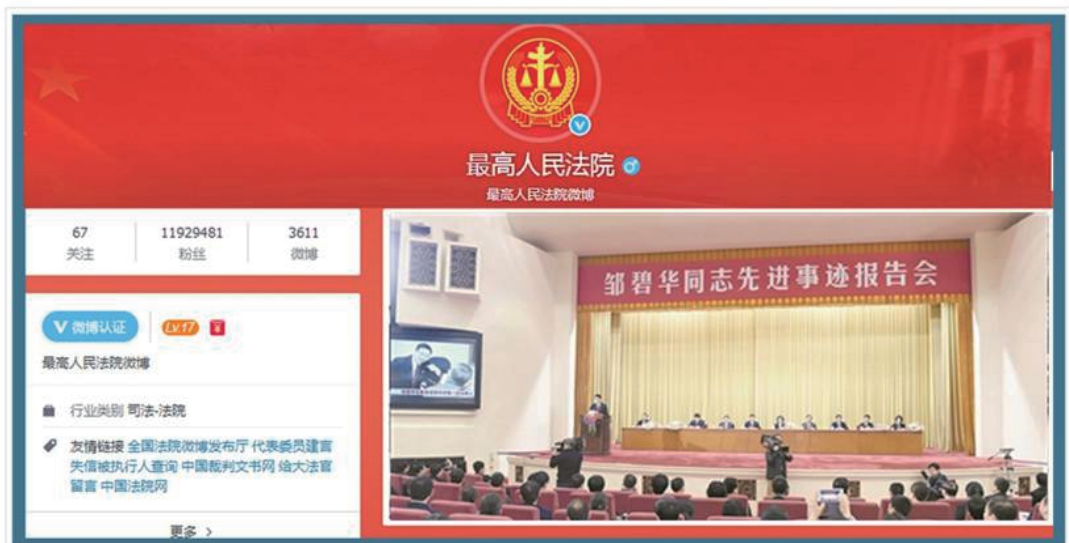 最高人民法院
最高人民法院微博
67
11929481
3611
关注
粉丝
微博
邹碧华同志先进事迹报告会
V 微博认证
Lv.17
最高人民法院微博
行业类别 司法-法院
友情链接 全国法院微博发布厅 代表委员建言
失信被执行人查询 中国裁判文书网 给大法官
留言 中国法院网
更多 >